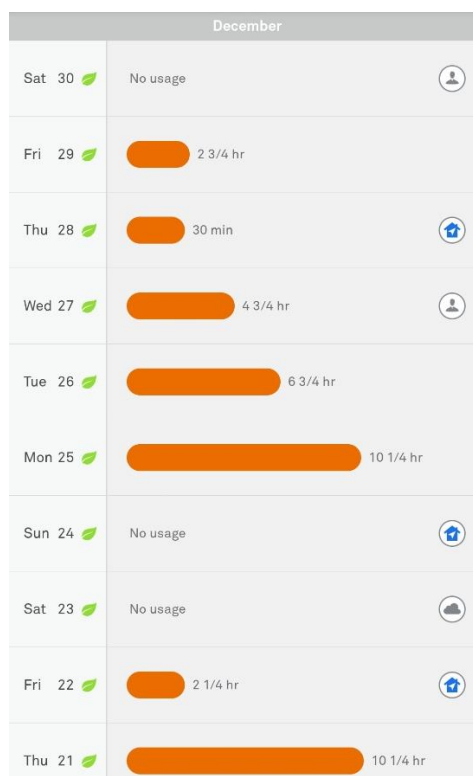 December
Sat 30 No usage
Fri 29 2 3/4 hr
Thu 28 30 min
Wed 27 4 3/4 hr
Tue 26 6 3/4 hr
Mon 25 10 1/4 hr
Sun 24 No usage
Sat 23 No usage
Fri 22 2 1/4 hr
Thu 21 10 1/4 hr